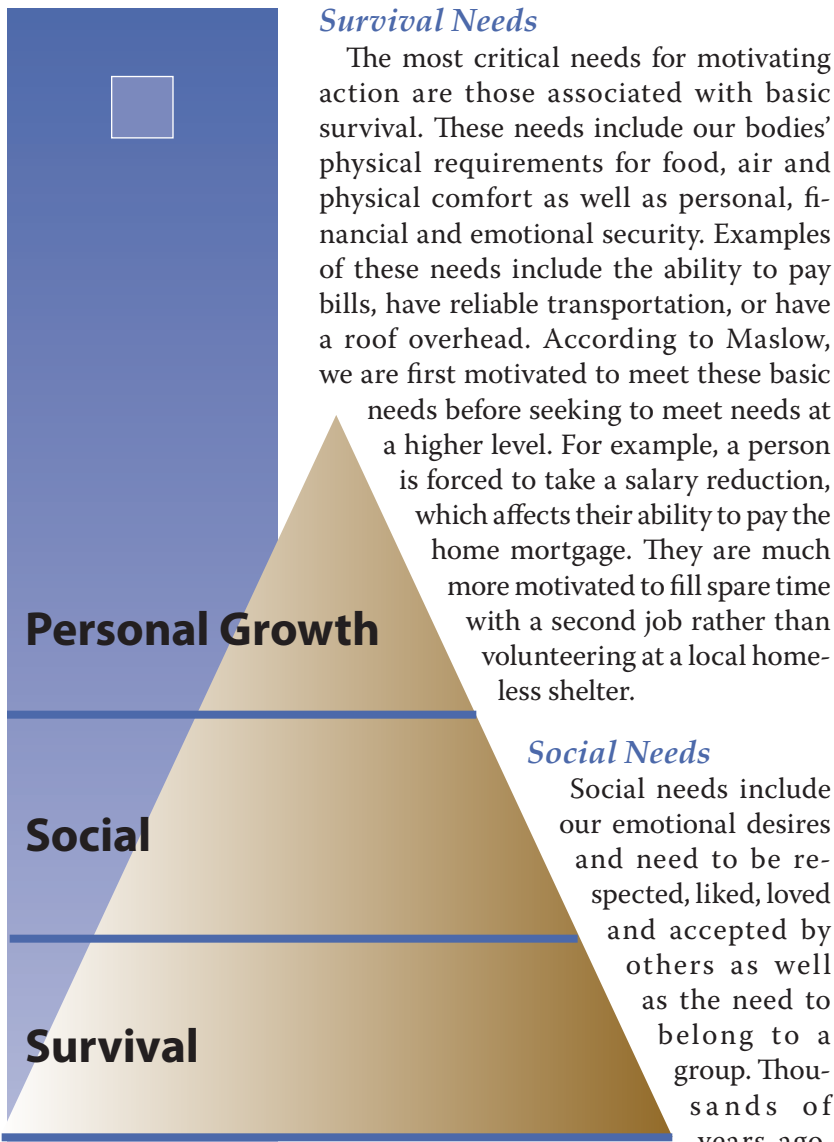 Survival Needs
The most critical needs for motivating
action are those associated with basic
survival. These needs include our bodies’
physical requirements for food, air and
physical comfort as well as personal, fi-
nancial and emotional security. Examples
of these needs include the ability to pay
bills, have reliable transportation, or have
a roof overhead. According to Maslow,
we are first motivated to meet these basic
needs before seeking to meet needs at
a higher level. For example, a person
is forced to take a salary reduction,
which affects their ability to pay the
home mortgage. They are much
more motivated to fill spare time
with a second job rather than
volunteering at a local home-
less shelter.
Social Needs
Social needs include
our emotional desires
and need to be re-
spected, liked, loved
and accepted by
others as well
as the need to
belong to a
group. Thou-
sands of
years ago,
Personal Growth
Social
Survival